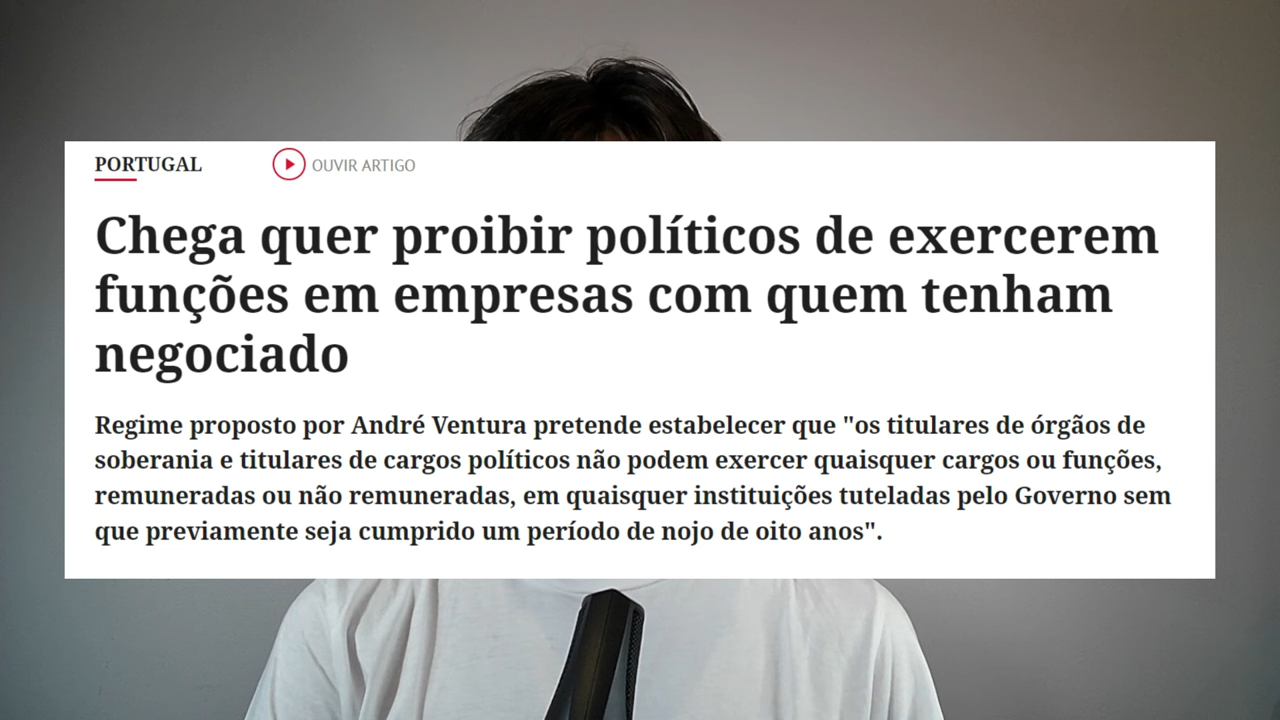 PORTUGAL
OUVIR ARTIGO
Chega quer proibir políticos de exercerem
funções em empresas com quem tenham
negociado
Regime proposto por André Ventura pretende estabelecer que "os titulares de órgãos de
soberania e titulares de cargos políticos não podem exercer quaisquer cargos ou funções,
remuneradas ou não remuneradas, em quaisquer instituições tuteladas pelo Governo sem
que previamente seja cumprido um período de nojo de oito anos".